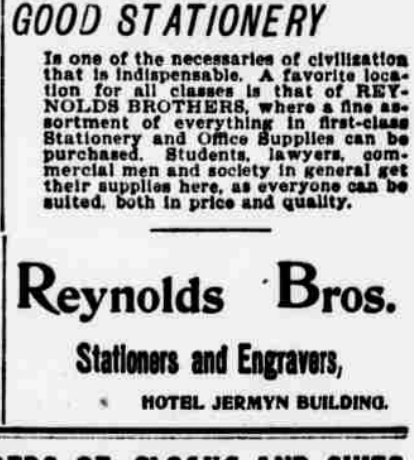 GOOD STATIONERY
Is one of the necessaries of civilization
that is indispensable. A favorite loca-
tion for all classes is that of REY-
NOLDS BROTHERS, where a fine as-
sortment of everything in first-class
Stationery and Office Supplies can be
purchased. Students, lawyers, com-
mercial men and society in general get
their supplies here, as everyone can be
suited, both in price and quality.
Reynolds Bros.
Stationers and Engravers,
HOTEL JERMYN BUILDING.